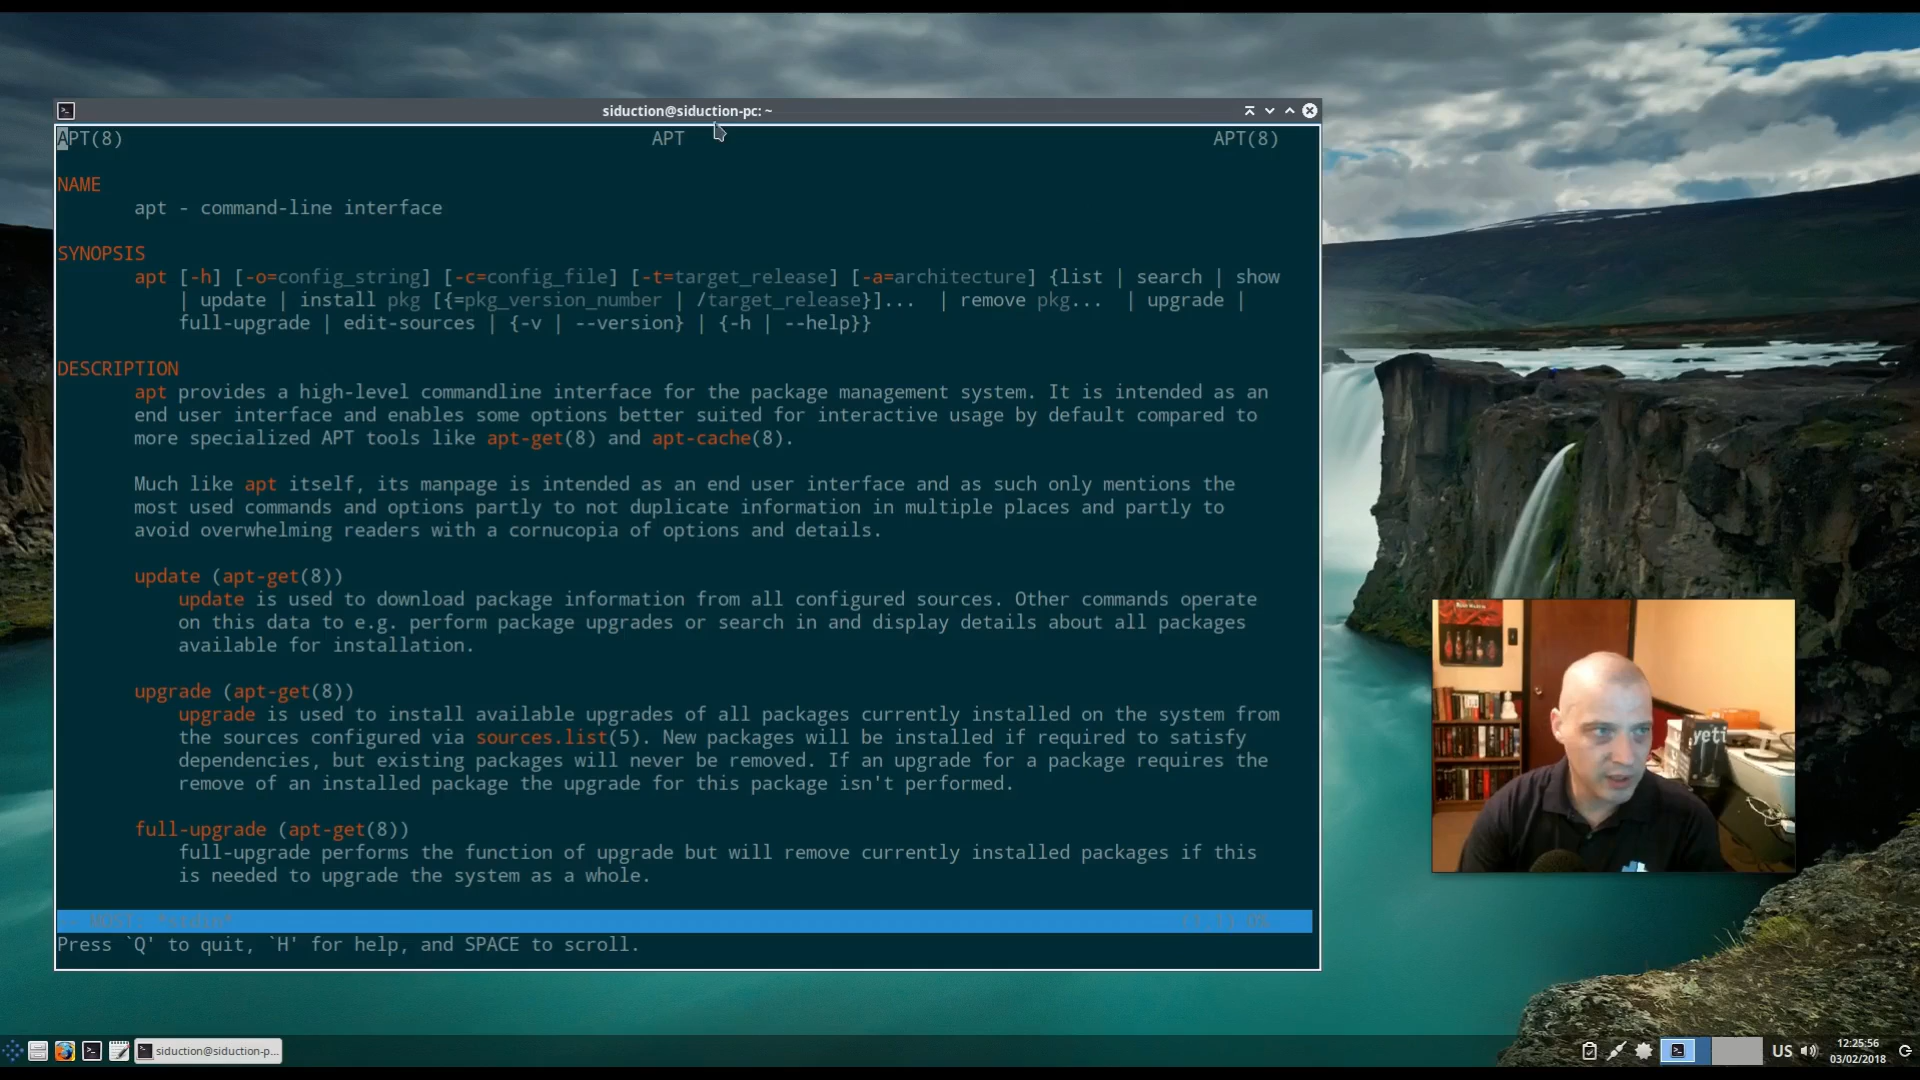 siduction@siduction-pc: ~
APT(8) APT APT(8)
NAME
apt - command-line interface
SYNOPSIS
apt [-h] [-o=config_string] [-c=config_file] [-t=target_release] [-a=architecture] {list | search | show
| update | install pkg [{=pkg_version_number | /target_release}]... | remove pkg... | upgrade |
full-upgrade | edit-sources | {-v | --version} | {-h | --help}}
DESCRIPTION
apt provides a high-level commandline interface for the package management system. It is intended as an
end user interface and enables some options better suited for interactive usage by default compared to
more specialized APT tools like apt-get(8) and apt-cache(8).
Much like apt itself, its manpage is intended as an end user interface and as such only mentions the
most used commands and options partly to not duplicate information in multiple places and partly to
avoid overwhelming readers with a cornucopia of options and details.
update (apt-get(8))
update is used to download package information from all configured sources. Other commands operate
on this data to e.g. perform package upgrades or search in and display details about all packages
available for installation.
upgrade (apt-get(8))
upgrade is used to install available upgrades of all packages currently installed on the system from
the sources configured via sources.list(5). New packages will be installed if required to satisfy
dependencies, but existing packages will never be removed. If an upgrade for a package requires the
remove of an installed package the upgrade for this package isn't performed.
full-upgrade (apt-get(8))
full-upgrade performs the function of upgrade but will remove currently installed packages if this
is needed to upgrade the system as a whole.
Press `Q' to quit, `H' for help, and SPACE to scroll.
yeti
siduction@siduction-p...
US
12:25:56
03/02/2018